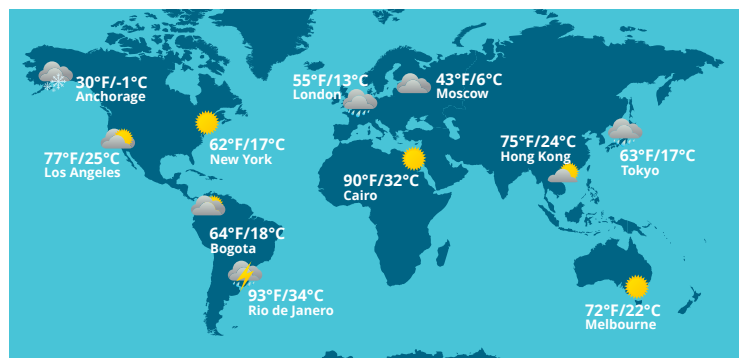 30°F/-1°C
Anchorage
55°F/13°C
London
43°F/6°C
Moscow
77°F/25°C
Los Angeles
62°F/17°C
New York
90°F/32°C
Cairo
75°F/24°C
Hong Kong
63°F/17°C
Tokyo
64°F/18°C
Bogota
93°F/34°C
Rio de Janero
72°F/22°C
Melbourne